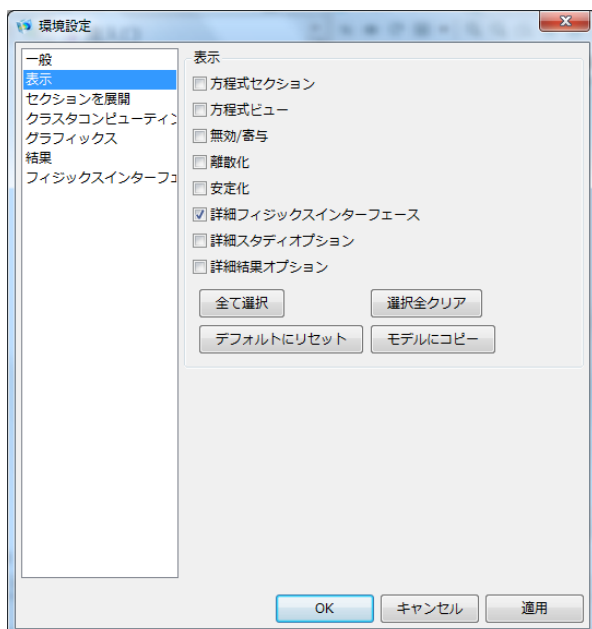 環境設定
一般
表示
セクションを展開
クラスタコンピューティン
グラフィックス
結果
フィジックスインターフェ
表示
方程式セクション
方程式ビュー
無効/寄与
離散化
安定化
詳細フィジックスインターフェース
詳細スタディオプション
詳細結果オプション
全て選択 選択全クリア
デフォルトにリセット モデルにコピー
OK キャンセル 適用